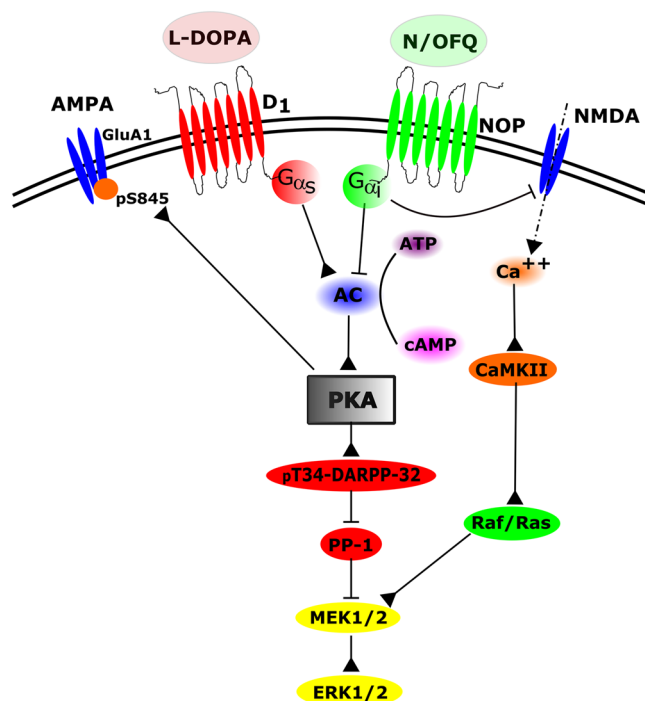 L-DOPA
N/OFQ
AMPA
D1
NMDA
GluA1
NOP
pS845
Gαs
Gαi
ATP
Ca++
AC
cAMP
CaMKII
PKA
pT34-DARPP-32
Raf/Ras
PP-1
MEK1/2
ERK1/2